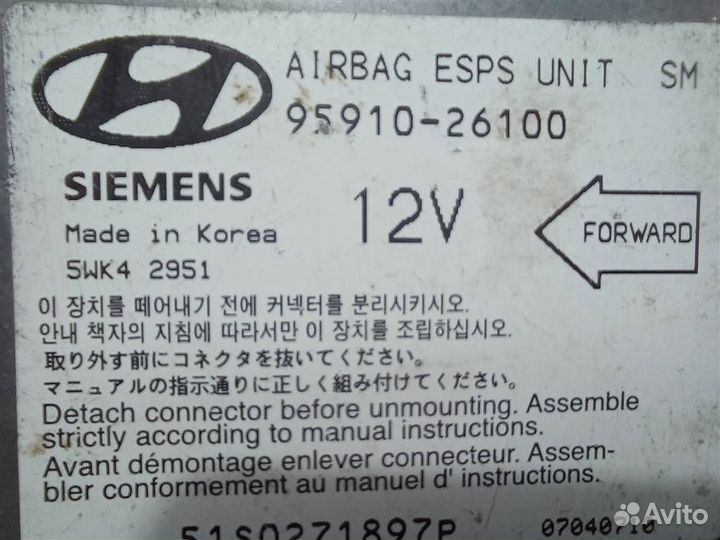 AIRBAG ESPS UNIT SM
95910-26100
SIEMENS
12V
Made in Korea
FORWARD
5WK4 2951
이 장치를 떼어내기 전에 커넥터를 분리시키시오.
안내 책자의 지침에 따라서만 이 장치를 조립하십시오.
取り外す前にコネクタを抜いてください。
マニュアルの指示通りに正しく組み付けてください。
Detach connector before unmounting. Assemble
strictly according to manual instructions.
Avant démontage enlever connecteur. Assem-
bler conformement au manuel d' instructions.
51S0271897P
07040710
Avito